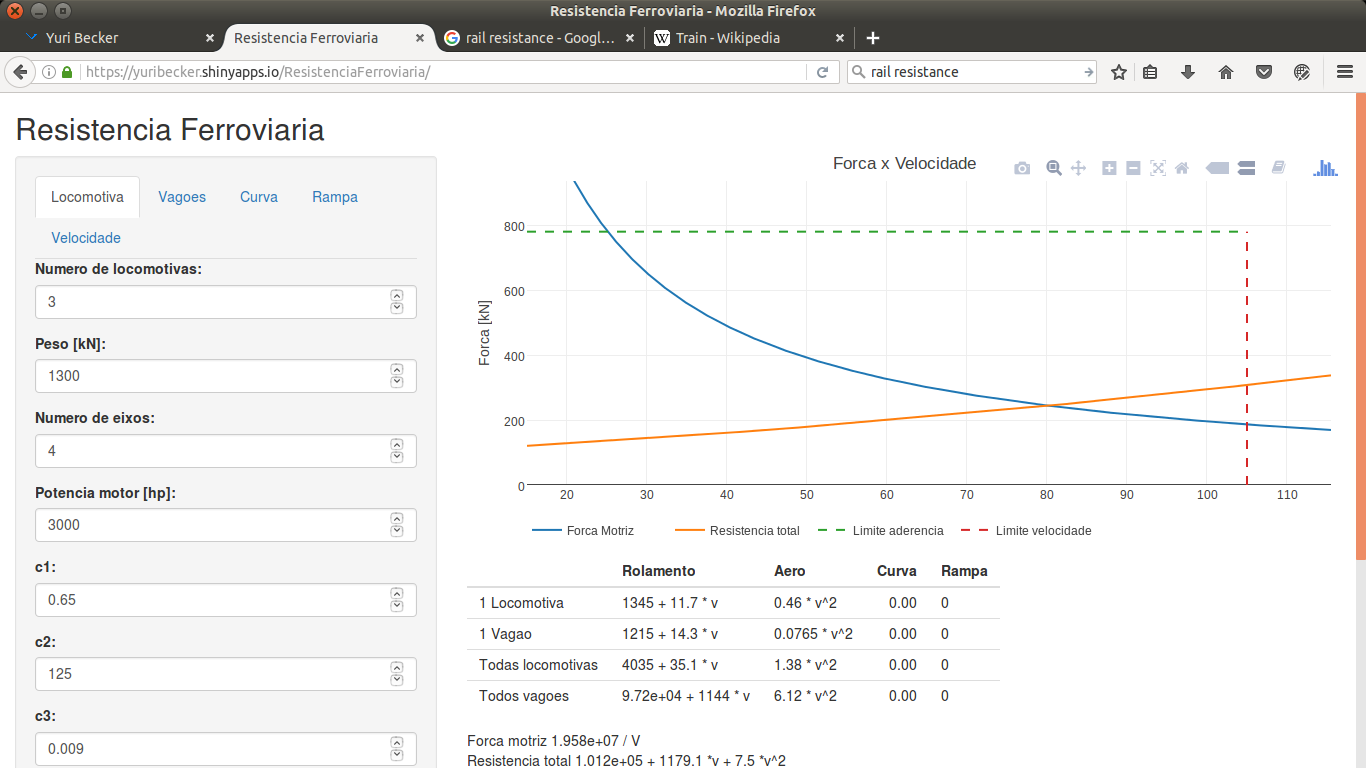 Resistencia Ferroviaria - Mozilla Firefox
Yuri Becker
Resistencia Ferroviaria
rail resistance - Googl…
W Train - Wikipedia
https://yuribecker.shinyapps.io/ResistenciaFerroviaria/
rail resistance
Resistencia Ferroviaria
Locomotiva Vagoes Curva Rampa
Velocidade
Numero de locomotivas:
3
Peso [kN]:
1300
Numero de eixos:
4
Potencia motor [hp]:
3000
c1:
0.65
c2:
125
c3:
0.009
Forca x Velocidade
Forca [kN]
800
600
400
200
0
20 30 40 50 60 70 80 90 100 110
Forca Motriz Resistencia total Limite aderencia Limite velocidade
Rolamento Aero Curva Rampa
1 Locomotiva 1345 + 11.7 * v 0.46 * v^2 0.00 0
1 Vagao 1215 + 14.3 * v 0.0765 * v^2 0.00 0
Todas locomotivas 4035 + 35.1 * v 1.38 * v^2 0.00 0
Todos vagoes 9.72e+04 + 1144 * v 6.12 * v^2 0.00 0
Forca motriz 1.958e+07 / V
Resistencia total 1.012e+05 + 1179.1 *v + 7.5 *v^2